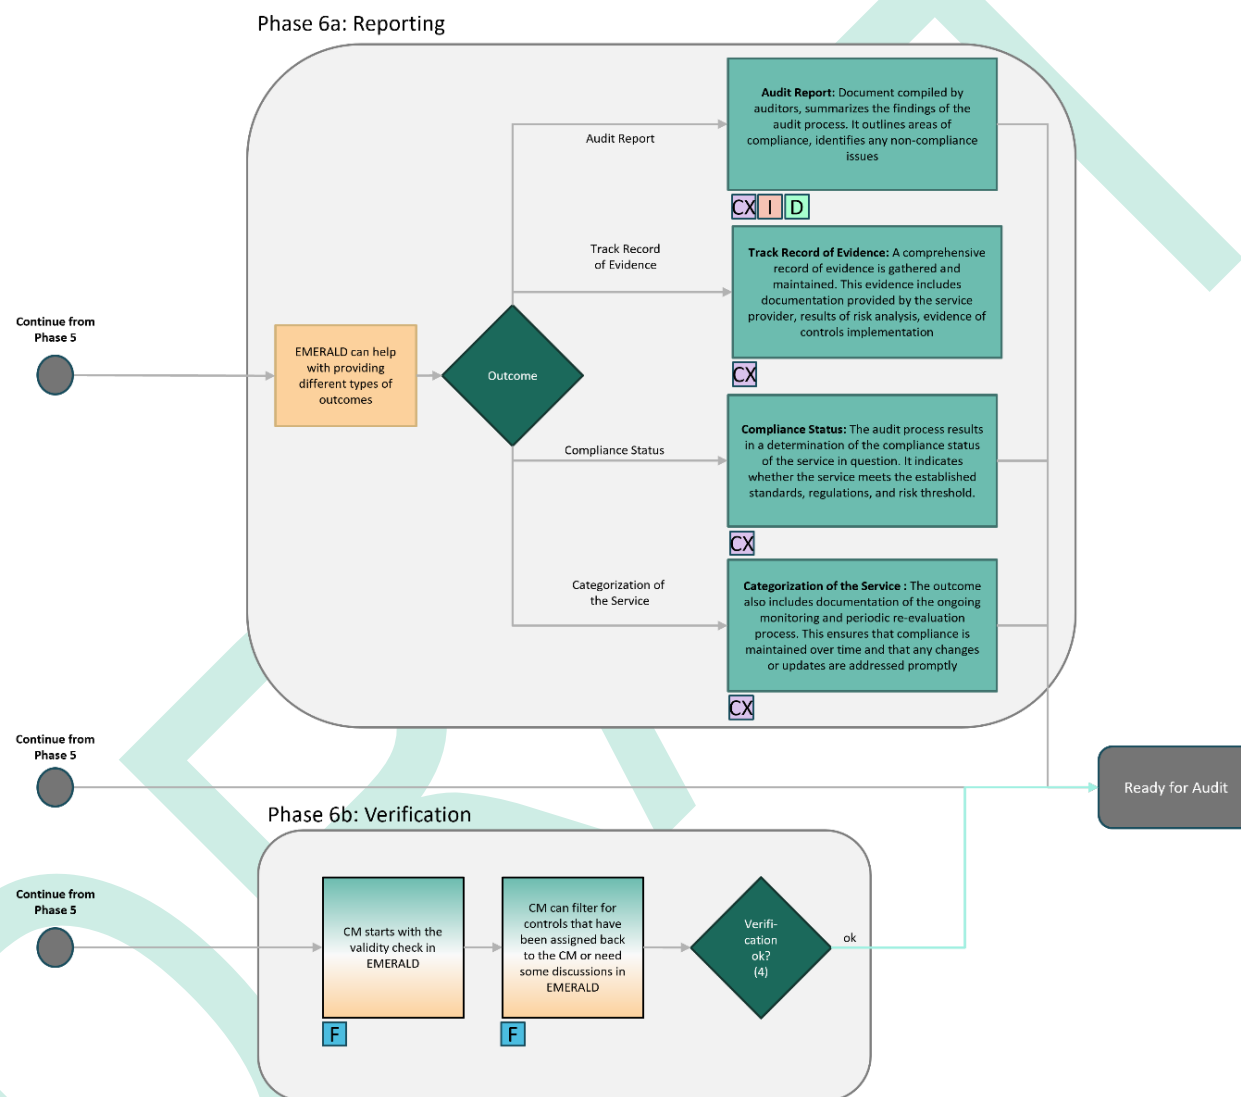 Phase 6a: Reporting
Audit Report: Document compiled by
auditors, summarizes the findings of the
audit process. It outlines areas of
compliance, identifies any non-compliance
issues
Audit Report
CX I D
Track Record
of Evidence
Track Record of Evidence: A comprehensive
record of evidence is gathered and
maintained. This evidence includes
documentation provided by the service
provider, results of risk analysis, evidence of
controls implementation
CX
Continue from
Phase 5
EMERALD can help
with providing
different types of
outcomes
Outcome
Compliance Status
Compliance Status: The audit process results
in a determination of the compliance status
of the service in question. It indicates
whether the service meets the established
standards, regulations, and risk threshold.
CX
Categorization of
the Service
Categorization of the Service : The outcome
also includes documentation of the ongoing
monitoring and periodic re-evaluation
process. This ensures that compliance is
maintained over time and that any changes
or updates are addressed promptly
CX
Continue from
Phase 5
Ready for Audit
Phase 6b: Verification
Continue from
Phase 5
CM starts with the
validity check in
EMERALD
F
CM can filter for
controls that have
been assigned back
to the CM or need
some discussions in
EMERALD
F
Verifi-
cation
ok?
(4)
ok